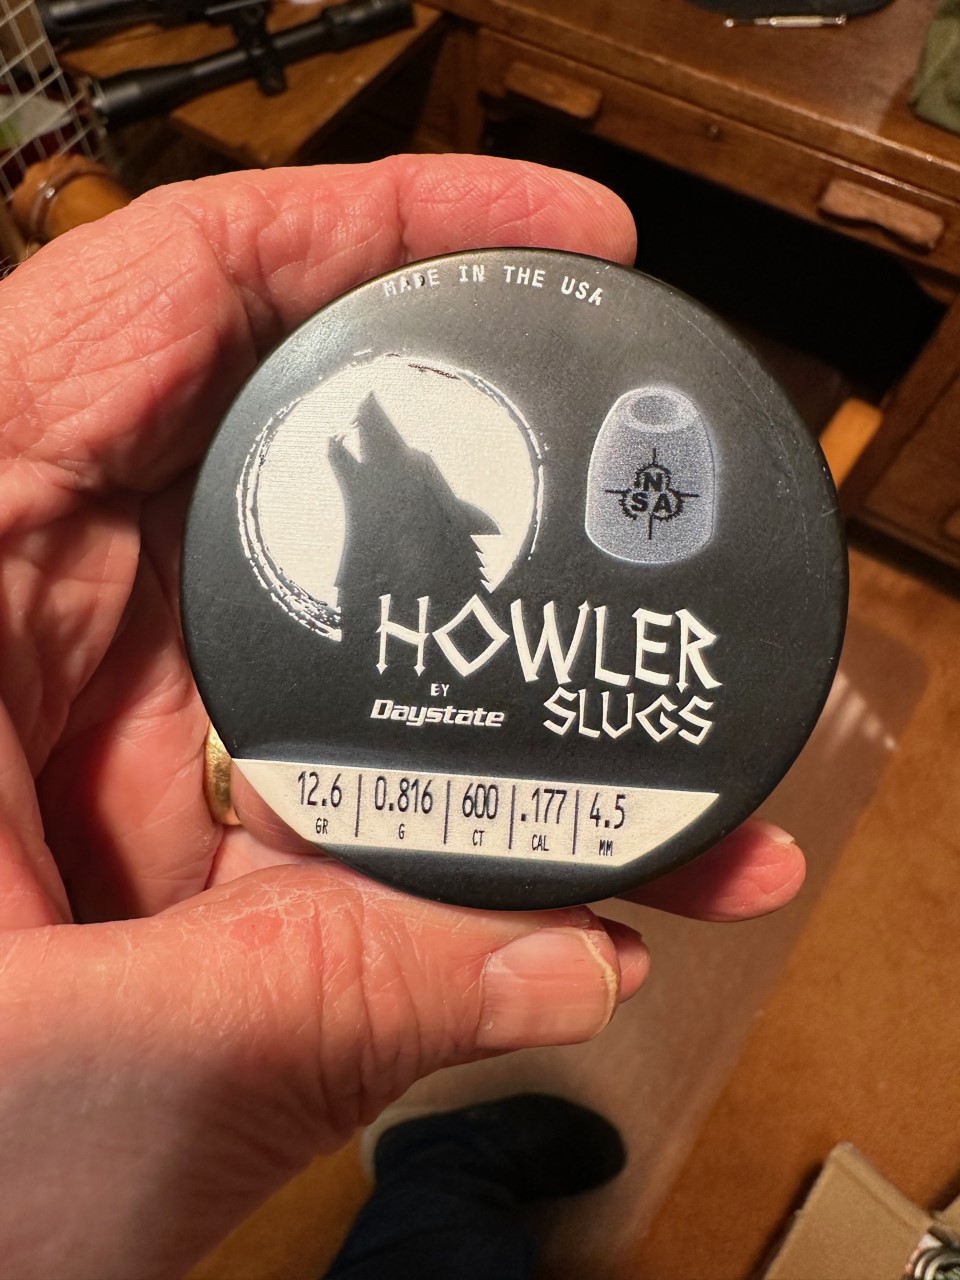 MADE IN THE USA
N
SA
HOWLER
BY
Daystate
SLUGS
12.6 | 0.816 | 600 | .177 | 4.5
GR G CT CAL MM